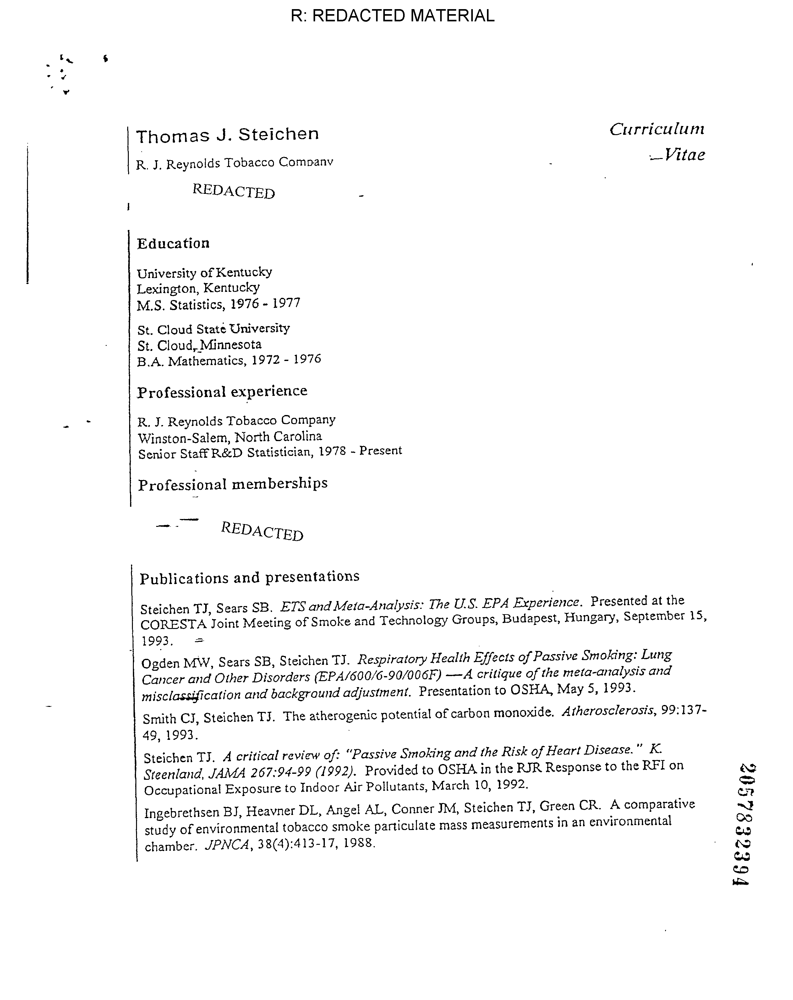 R: REDACTED MATERIAL
Thomas J. Steichen
Curriculum
Vitae
R. J. Reynolds Tobacco Company
REDACTED
Education
University of Kentucky
Lexington, Kentucky
M.S. Statistics, 1976 - 1977
St. Cloud State University
St. Cloud, Minnesota
B.A. Mathematics, 1972 - 1976
Professional experience
R. J. Reynolds Tobacco Company
Winston-Salem, North Carolina
Senior Staff R&D Statistician, 1978 - Present
Professional memberships
REDACTED
Publications and presentations
Steichen TJ, Sears SB. ETS and Meta-Analysis: The U.S. EPA Experience. Presented at the
CORESTA Joint Meeting of Smoke and Technology Groups, Budapest, Hungary, September 15,
1993.
Ogden MW, Sears SB, Steichen TJ. Respiratory Health Effects of Passive Smoking: Lung
Cancer and Other Disorders (EPA/600/6-90/006F) —A critique of the meta-analysis and
misclassification and background adjustment. Presentation to OSHA, May 5, 1993.
Smith CJ, Steichen TJ. The atherogenic potential of carbon monoxide. Atherosclerosis, 99:137-
49, 1993.
Steichen TJ. A critical review of: "Passive Smoking and the Risk of Heart Disease." K.
Steenland, JAMA 267:94-99 (1992). Provided to OSHA in the RJR Response to the RFI on
Occupational Exposure to Indoor Air Pollutants, March 10, 1992.
Ingebrethsen BJ, Heavner DL, Angel AL, Conner JM, Steichen TJ, Green CR. A comparative
study of environmental tobacco smoke particulate mass measurements in an environmental
chamber. JPNCA, 38(4):413-17, 1988.
2057832394